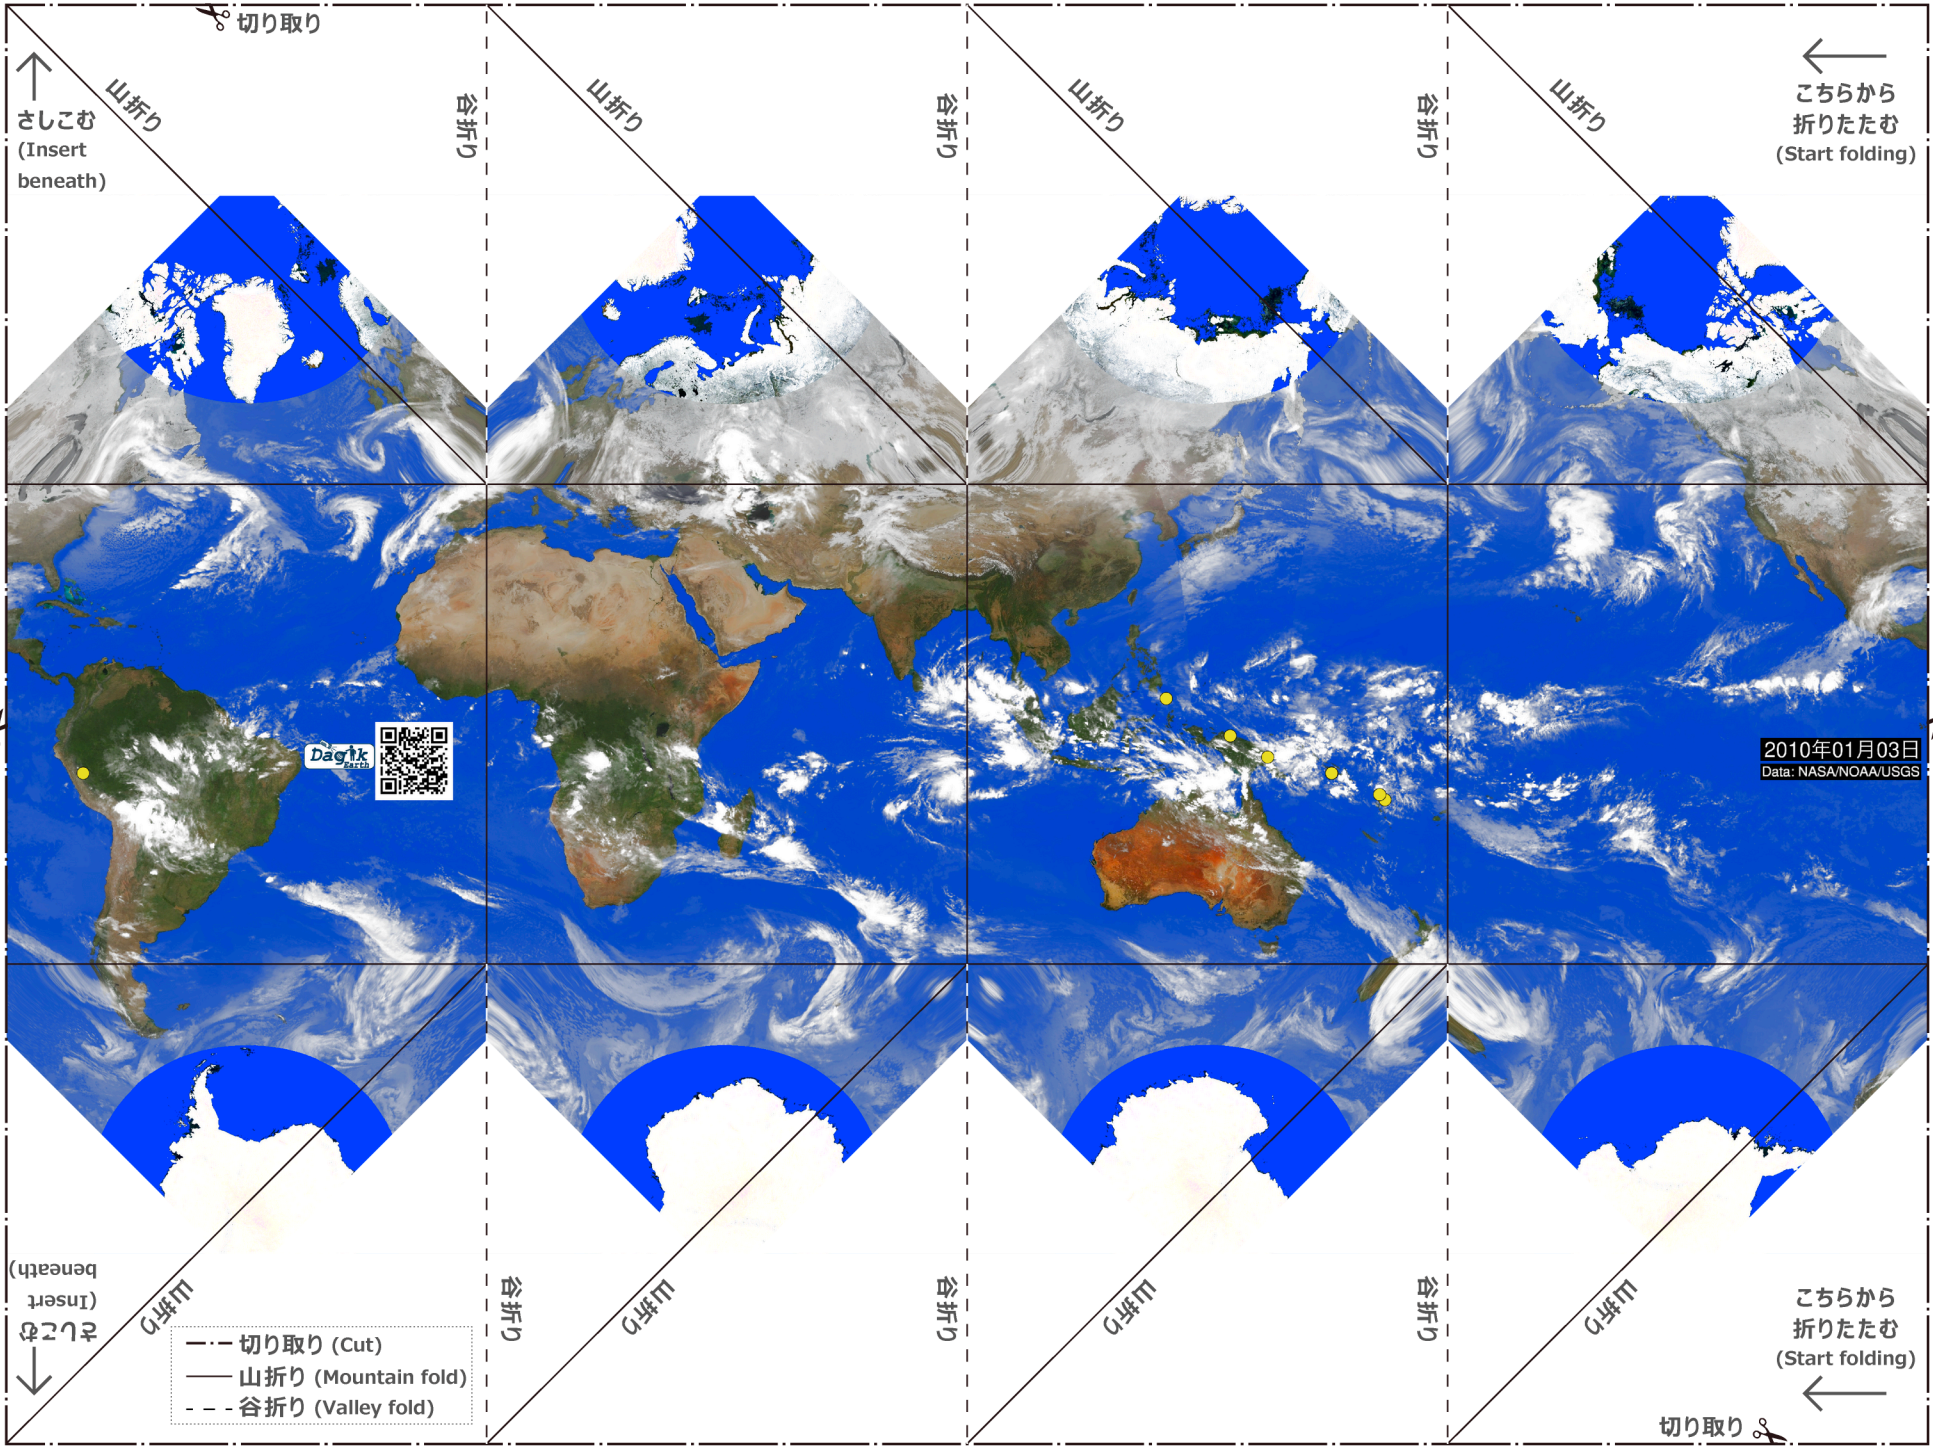 切り取り
山折り
谷折り
山折り
谷折り
山折り
谷折り
山折り
さしこむ
(Insert
beneath)
こちらから
折りたたむ
(Start folding)
Dagik
Earth
2010年01月03日
Data: NASA/NOAA/USGS
さしこむ
(Insert
beneath)
山折り
谷折り
山折り
谷折り
山折り
谷折り
山折り
切り取り (Cut)
山折り (Mountain fold)
谷折り (Valley fold)
こちらから
折りたたむ
(Start folding)
切り取り